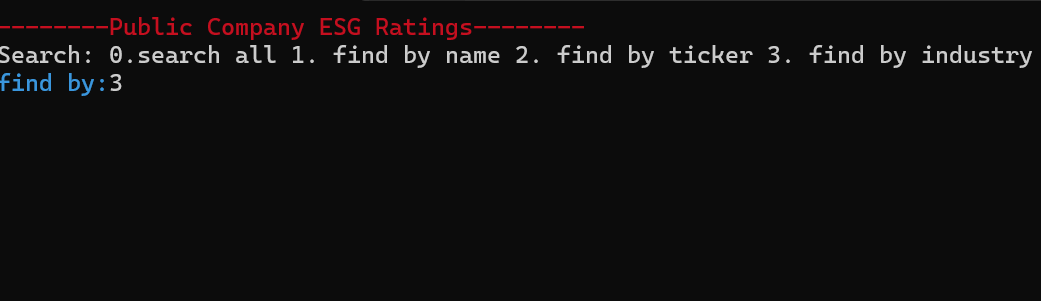 --------Public Company ESG Ratings--------
Search: 0.search all 1. find by name 2. find by ticker 3. find by industry
find by:3